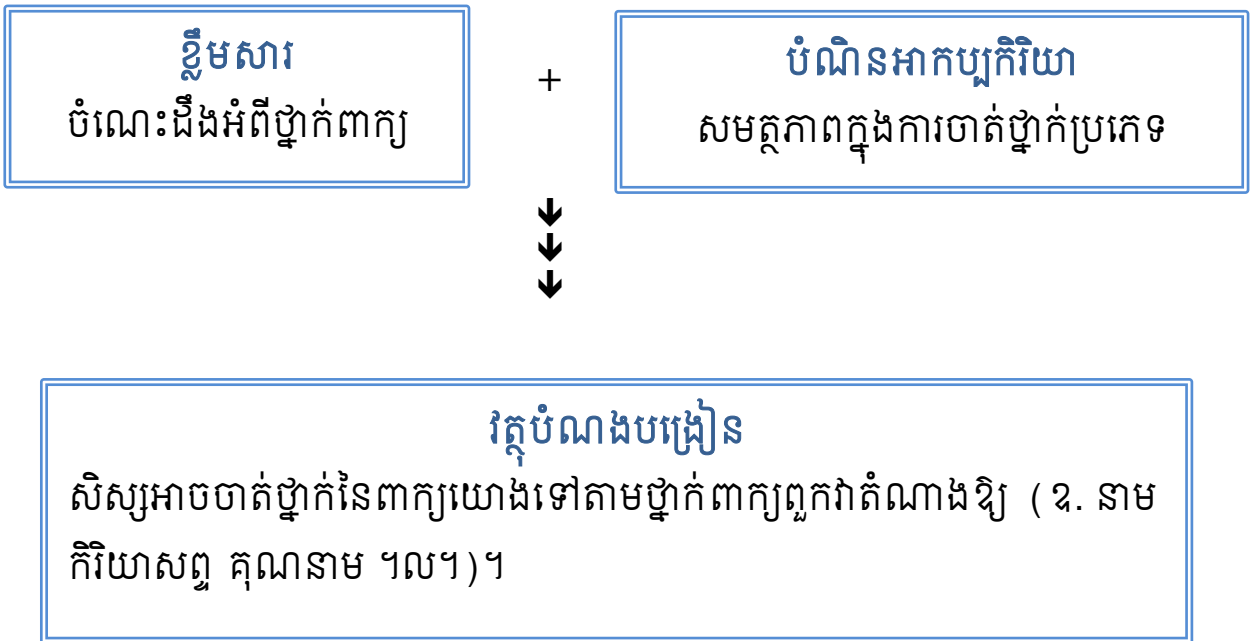 ខ្លឹមសារ
ចំណេះដឹងអំពីថ្នាក់ពាក្យ
+
បំណិនអាកប្បកិរិយា
សមត្ថភាពក្នុងការចាត់ថ្នាក់ប្រភេទ
វត្ថុបំណងបង្រៀន
សិស្សអាចចាត់ថ្នាក់នៃពាក្យយោងទៅតាមថ្នាក់ពាក្យពួកវាតំណាងឱ្យ (ឧ. នាម
កិរិយាសព្ទ គុណនាម ។ល។)។